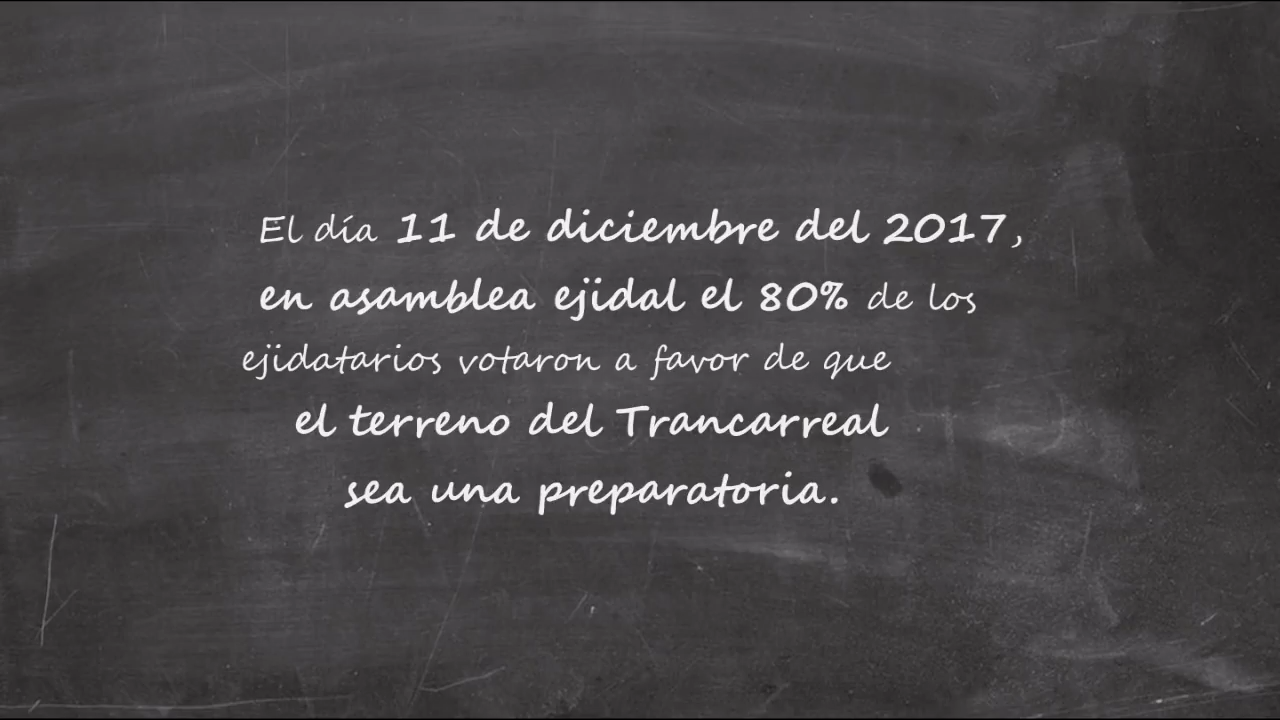 El día 11 de diciembre del 2017,
en asamblea ejidal el 80% de los
ejidatarios votaron a favor de que
el terreno del Trancarreal
sea una preparatoria.